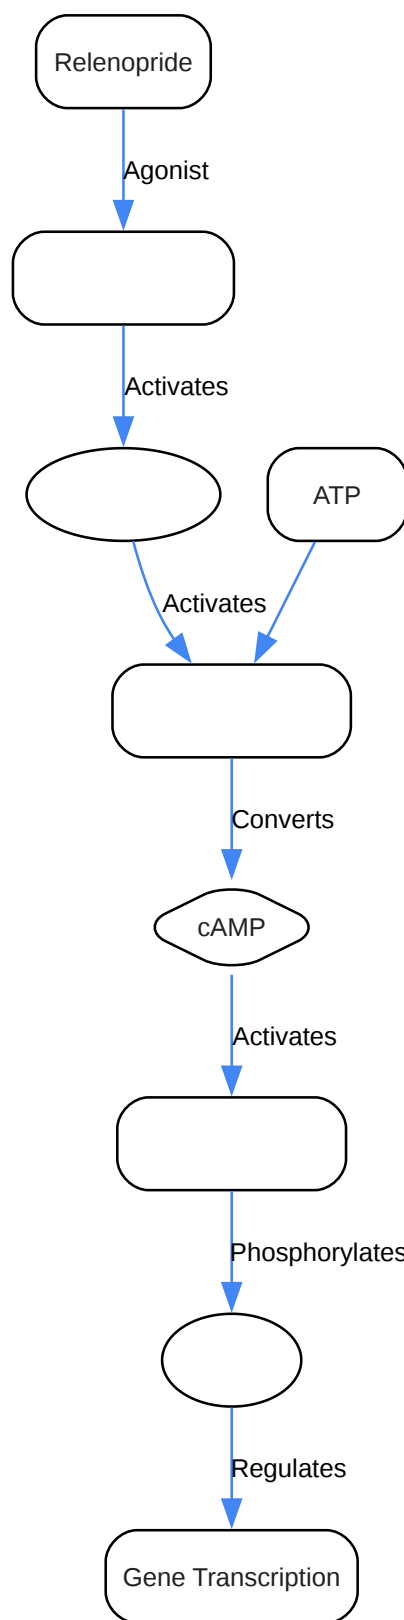 Relenopride
Agonist
Activates
ATP
Activates
Converts
cAMP
Activates
Phosphorylates
Regulates
Gene Transcription